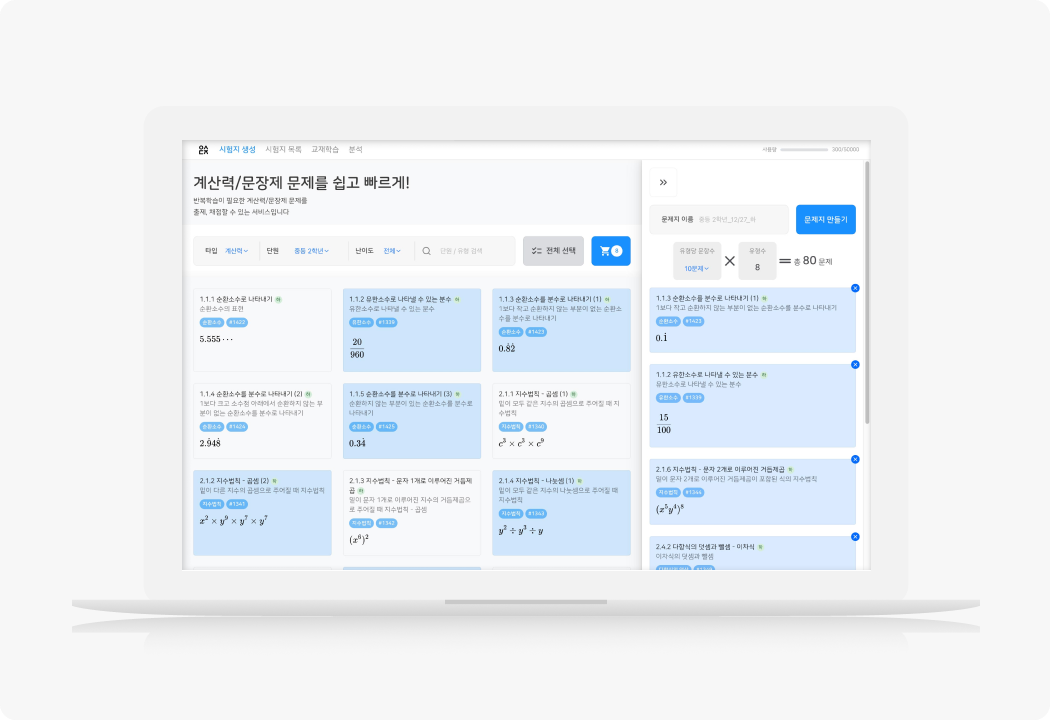 시험지 생성 시험지 목록 교재학습 분석
사용량 300/50000
계산력/문장제 문제를 쉽고 빠르게!
반복학습이 필요한 계산력/문장제 문제를
출제, 채점할 수 있는 서비스입니다
타입 계산력 단원 중등 2학년 난이도 전체 단원 / 유형 검색 전체 선택 8
1.1.1 순환소수로 나타내기 하
순환소수의 표현
순환소수 #1422
5.555 ⋯
1.1.2 유한소수로 나타낼 수 있는 분수 하
유한소수로 나타낼 수 있는 분수
유한소수 #1339
20
960
1.1.3 순환소수를 분수로 나타내기 (1) 하
1보다 작고 순환하지 않는 부분이 없는 순환소
수를 분수로 나타내기
순환소수 #1423
0.8̇2̇
1.1.4 순환소수를 분수로 나타내기 (2) 하
1보다 크고 소수점 아래에서 순환하지 않는 부
분이 없는 순환소수를 분수로 나타내기
순환소수 #1424
2.9̇48̇
1.1.5 순환소수를 분수로 나타내기 (3) 하
순환하지 않는 부분이 있는 순환소수를 분수로
나타내기
순환소수 #1425
0.34̇
2.1.1 지수법칙 - 곱셈 (1) 하
밑이 모두 같은 지수의 곱셈으로 주어질 때 지
수법칙
지수법칙 #1340
c³ × c³ × c⁹
2.1.2 지수법칙 - 곱셈 (2) 하
밑이 다른 지수의 곱셈으로 주어질 때 지수법칙
지수법칙 #1341
x² × y⁹ × y⁷ × y⁷
2.1.3 지수법칙 - 문자 1개로 이루어진 거듭제
곱 하
밑이 문자 1개로 이루어진 지수의 거듭제곱으
로 주어질 때 지수법칙 - 곱셈
지수법칙 #1342
(x⁶)²
2.1.4 지수법칙 - 나눗셈 (1) 하
밑이 모두 같은 지수의 나눗셈으로 주어질 때
지수법칙
지수법칙 #1343
y² ÷ y³ ÷ y
문제지 이름 중등 2학년_12/27_하 문제지 만들기
유형당 문항수 유형수
10문제 × 8 = 총 80 문제
1.1.3 순환소수를 분수로 나타내기 (1) 하
1보다 작고 순환하지 않는 부분이 없는 순환소수를 분수로 나타내기
순환소수 #1423
0.1̇
1.1.2 유한소수로 나타낼 수 있는 분수 하
유한소수로 나타낼 수 있는 분수
유한소수 #1339
15
100
2.1.6 지수법칙 - 문자 2개로 이루어진 거듭제곱 하
밑이 문자 2개로 이루어진 거듭제곱이 포함된 식의 지수법칙
지수법칙 #1344
(x⁵y⁴)⁸
2.4.2 다항식의 덧셈과 뺄셈 - 이차식 하
이차식의 덧셈과 뺄셈